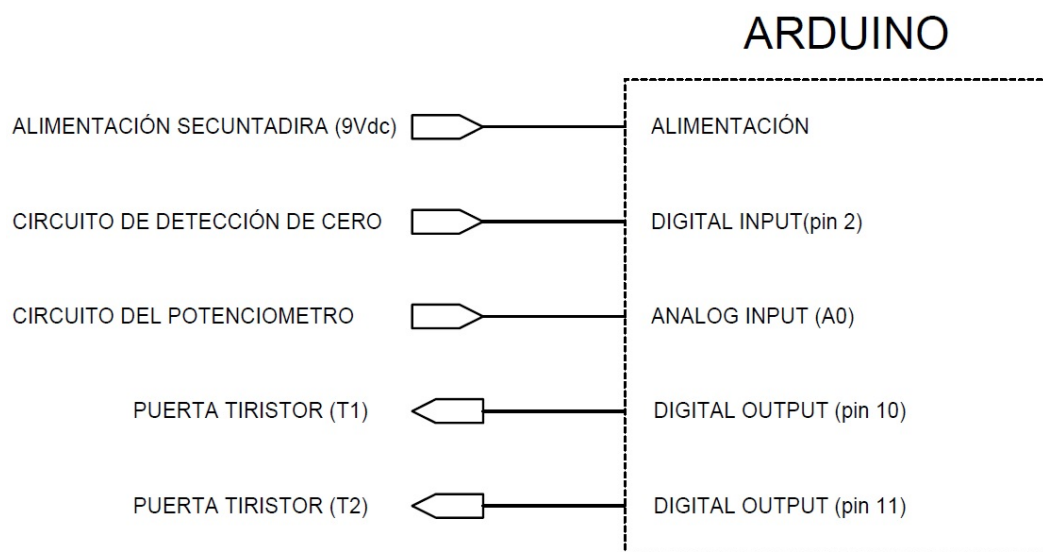 ARDUINO
ALIMENTACIÓN SECUNTADIRA (9Vdc) ALIMENTACIÓN
CIRCUITO DE DETECCIÓN DE CERO DIGITAL INPUT(pin 2)
CIRCUITO DEL POTENCIOMETRO ANALOG INPUT (A0)
PUERTA TIRISTOR (T1) DIGITAL OUTPUT (pin 10)
PUERTA TIRISTOR (T2) DIGITAL OUTPUT (pin 11)